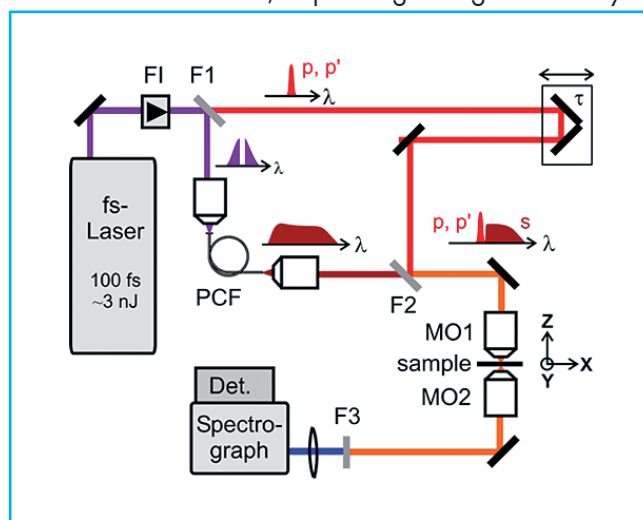 FI F1
p, p'
λ
τ
λ
fs-
Laser
100 fs
~3 nJ
λ
PCF
p, p' s
λ
F2
MO1
sample
MO2
Z
X
Y
Det.
Spectro-
graph
F3